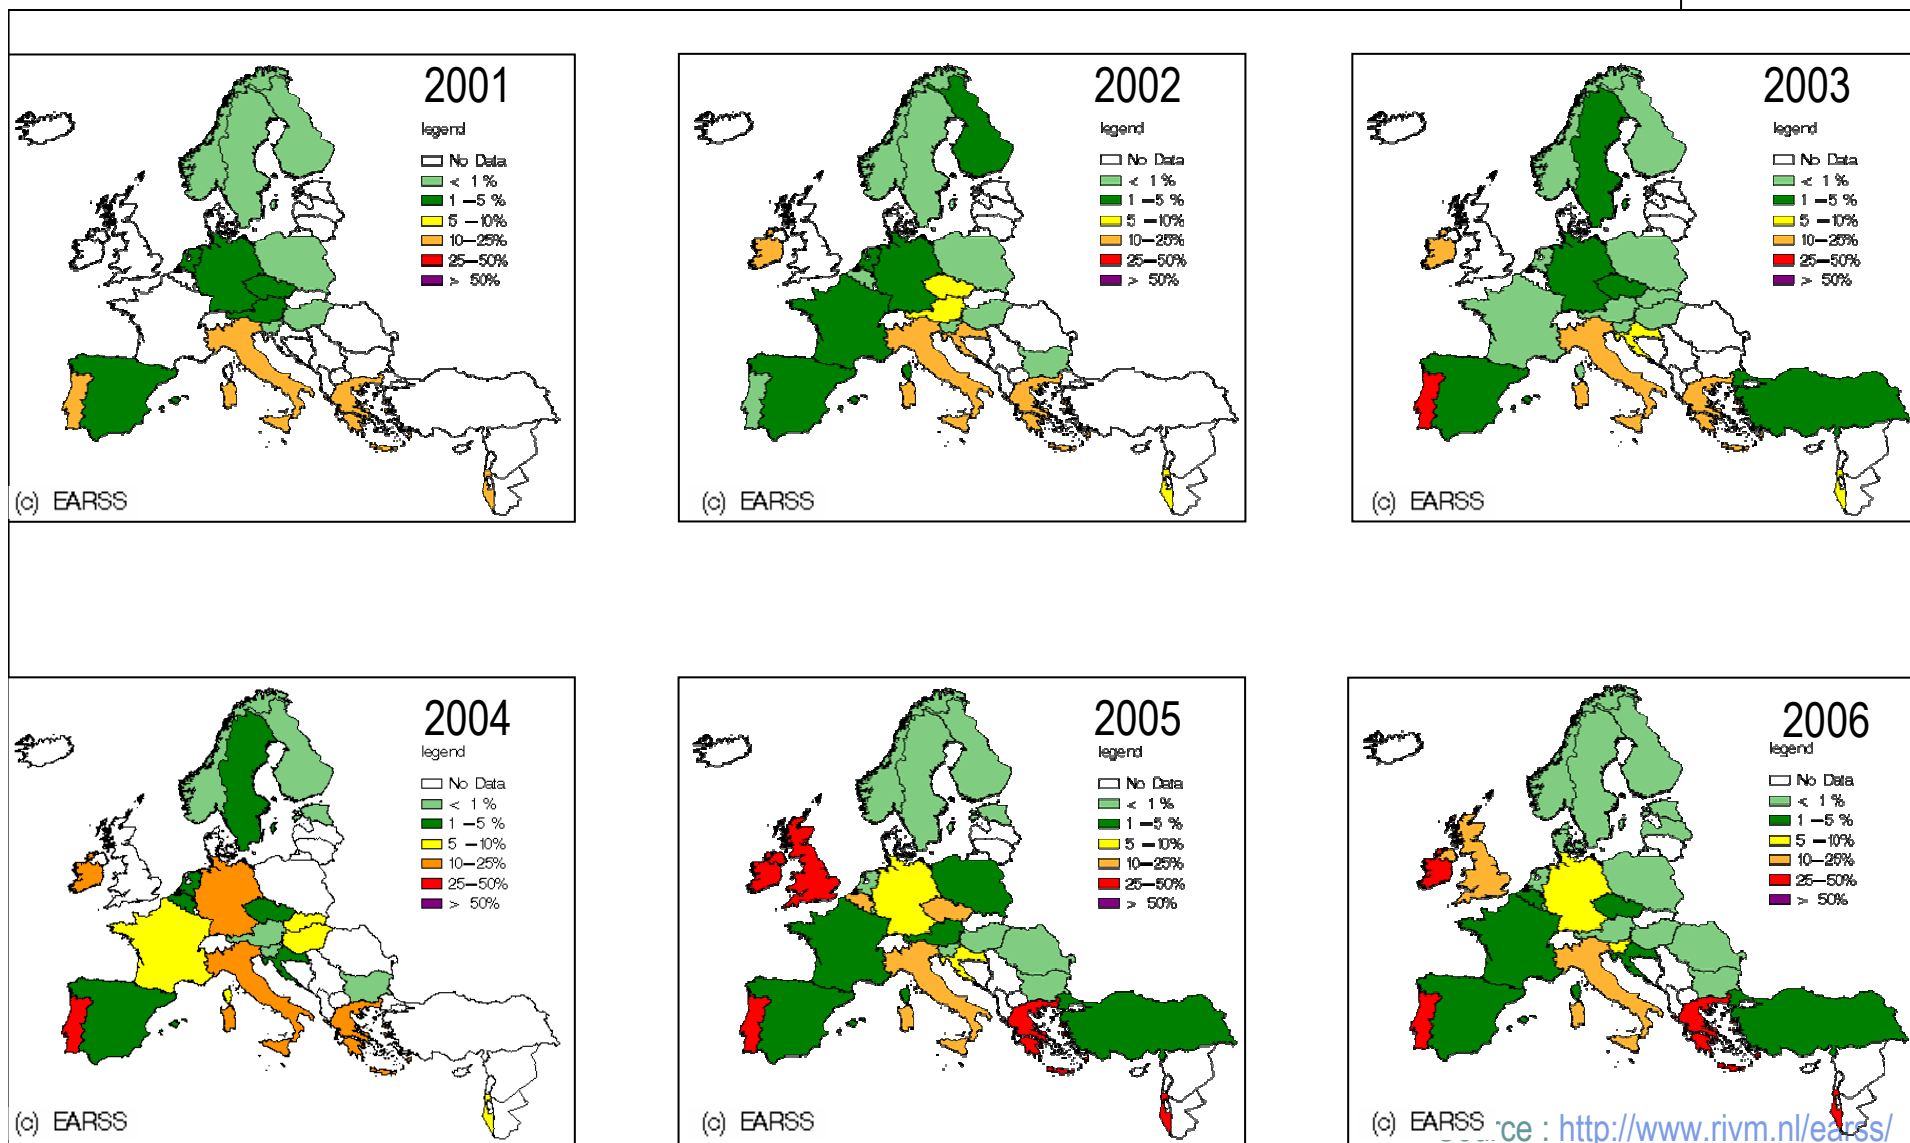 2001
legend
No Data
< 1 %
1 –5 %
5 –10%
10–25%
25–50%
> 50%
(c) EARSS
2002
legend
No Data
< 1 %
1 –5 %
5 –10%
10–25%
25–50%
> 50%
(c) EARSS
2003
legend
No Data
< 1 %
1 –5 %
5 –10%
10–25%
25–50%
> 50%
(c) EARSS
2004
legend
No Data
< 1 %
1 –5 %
5 –10%
10–25%
25–50%
> 50%
(c) EARSS
2005
legend
No Data
< 1 %
1 –5 %
5 –10%
10–25%
25–50%
> 50%
(c) EARSS
2006
legend
No Data
< 1 %
1 –5 %
5 –10%
10–25%
25–50%
> 50%
(c) EARSS
: http://www.rivm.nl/earss/